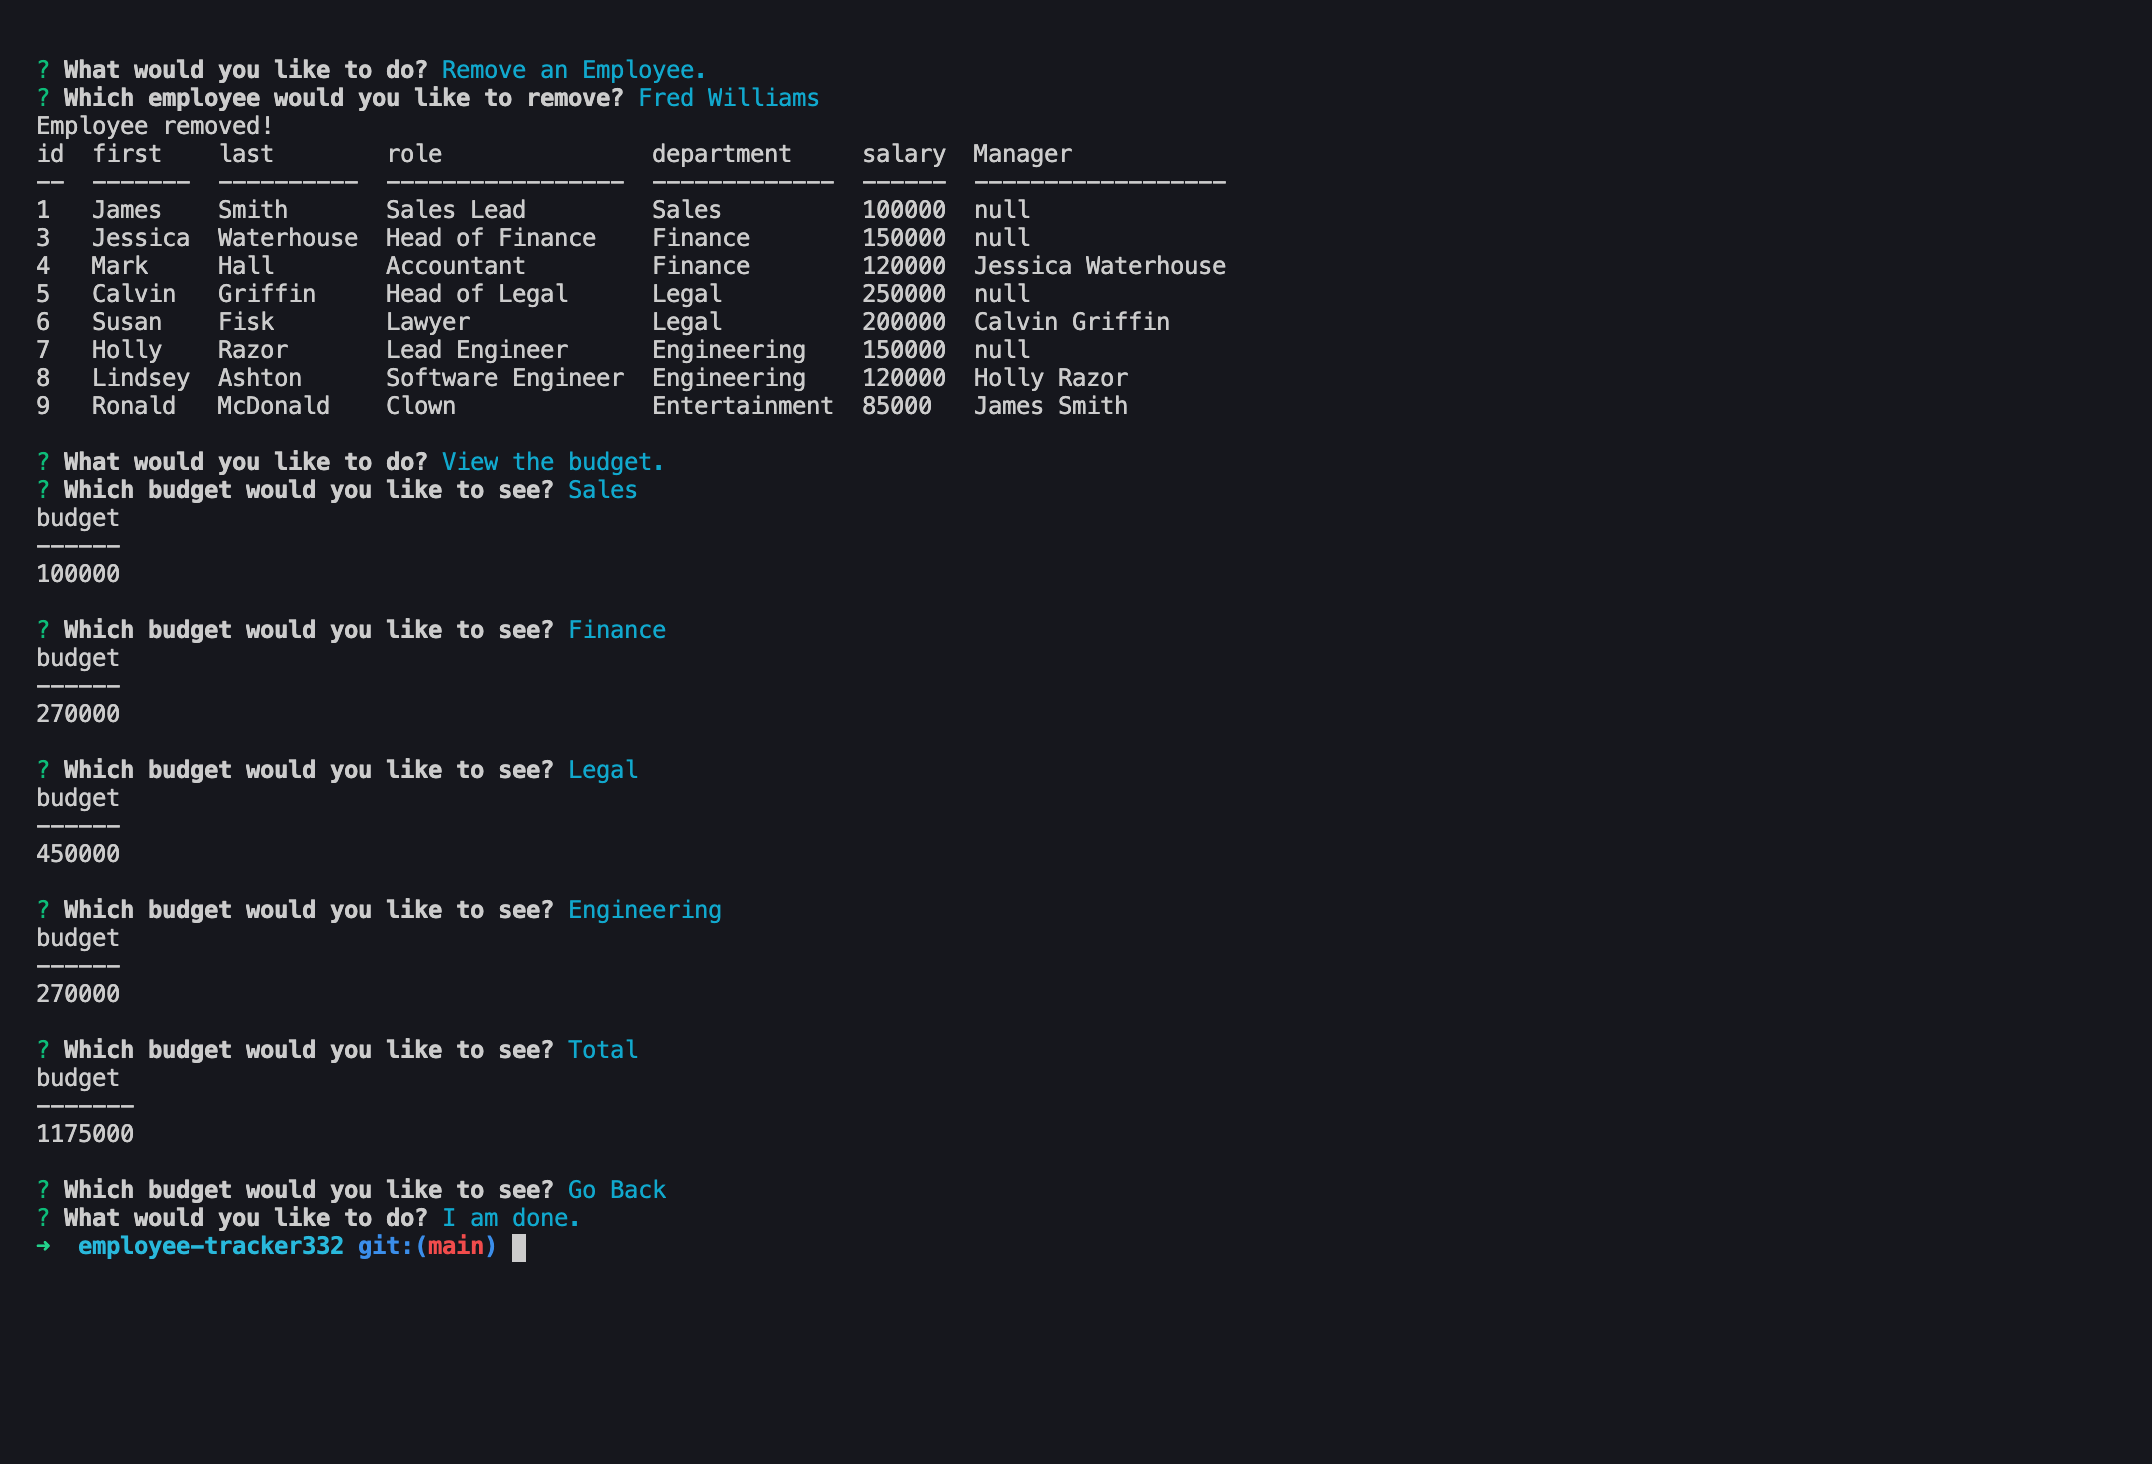 ? What would you like to do? Remove an Employee.
? Which employee would you like to remove? Fred Williams
Employee removed!
id  first    last        role               department     salary  Manager
--  -------  ----------  -----------------  -------------  ------  ------------------
1   James    Smith       Sales Lead         Sales          100000  null
3   Jessica  Waterhouse  Head of Finance    Finance        150000  null
4   Mark     Hall        Accountant         Finance        120000  Jessica Waterhouse
5   Calvin   Griffin     Head of Legal      Legal          250000  null
6   Susan    Fisk        Lawyer             Legal          200000  Calvin Griffin
7   Holly    Razor       Lead Engineer      Engineering    150000  null
8   Lindsey  Ashton      Software Engineer  Engineering    120000  Holly Razor
9   Ronald   McDonald    Clown              Entertainment  85000   James Smith
? What would you like to do? View the budget.
? Which budget would you like to see? Sales
budget
------
100000
? Which budget would you like to see? Finance
budget
------
270000
? Which budget would you like to see? Legal
budget
------
450000
? Which budget would you like to see? Engineering
budget
------
270000
? Which budget would you like to see? Total
budget
-------
1175000
? Which budget would you like to see? Go Back
? What would you like to do? I am done.
➜  employee-tracker332 git:(main)